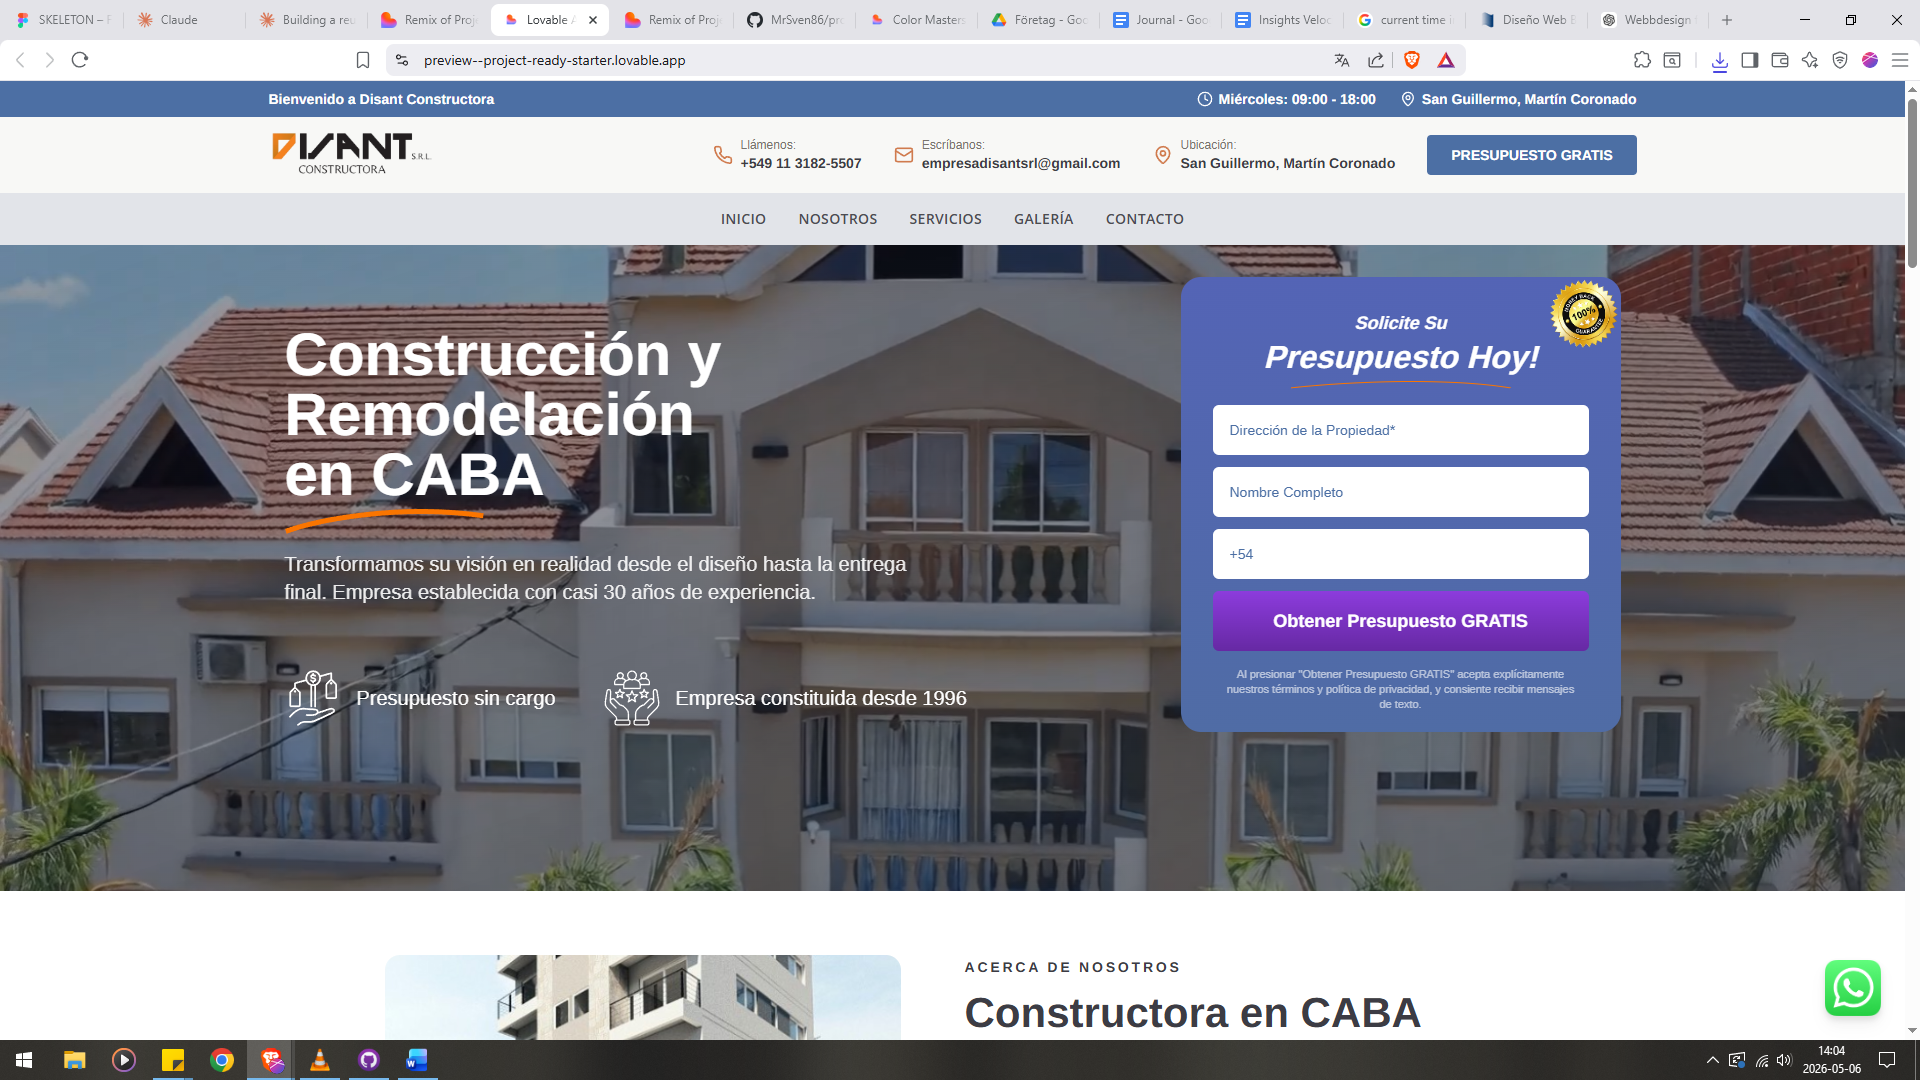 SKELETON – F
Claude
Building a reu
Remix of Proj
Lovable A
Remix of Proj
MrSven86/pro
Color Masters
Företag - Goo
Journal - Goo
Insights Veloc
current time i
Diseño Web B
Webbdesign
preview--project-ready-starter.lovable.app
Bienvenido a Disant Constructora
Miércoles: 09:00 - 18:00
San Guillermo, Martín Coronado
DISANT S.R.L.
CONSTRUCTORA
Llámenos:
+549 11 3182-5507
Escríbanos:
empresadisantsrl@gmail.com
Ubicación:
San Guillermo, Martín Coronado
PRESUPUESTO GRATIS
INICIO
NOSOTROS
SERVICIOS
GALERÍA
CONTACTO
Construcción y
Remodelación
en CABA
Transformamos su visión en realidad desde el diseño hasta la entrega
final. Empresa establecida con casi 30 años de experiencia.
Presupuesto sin cargo
Empresa constituida desde 1996
MONEY BACK
100%
GUARANTEE
Solicite Su
Presupuesto Hoy!
Dirección de la Propiedad*
Nombre Completo
+54
Obtener Presupuesto GRATIS
Al presionar "Obtener Presupuesto GRATIS" acepta explícitamente
nuestros términos y política de privacidad, y consiente recibir mensajes
de texto.
ACERCA DE NOSOTROS
Constructora en CABA
14:04
2026-05-06